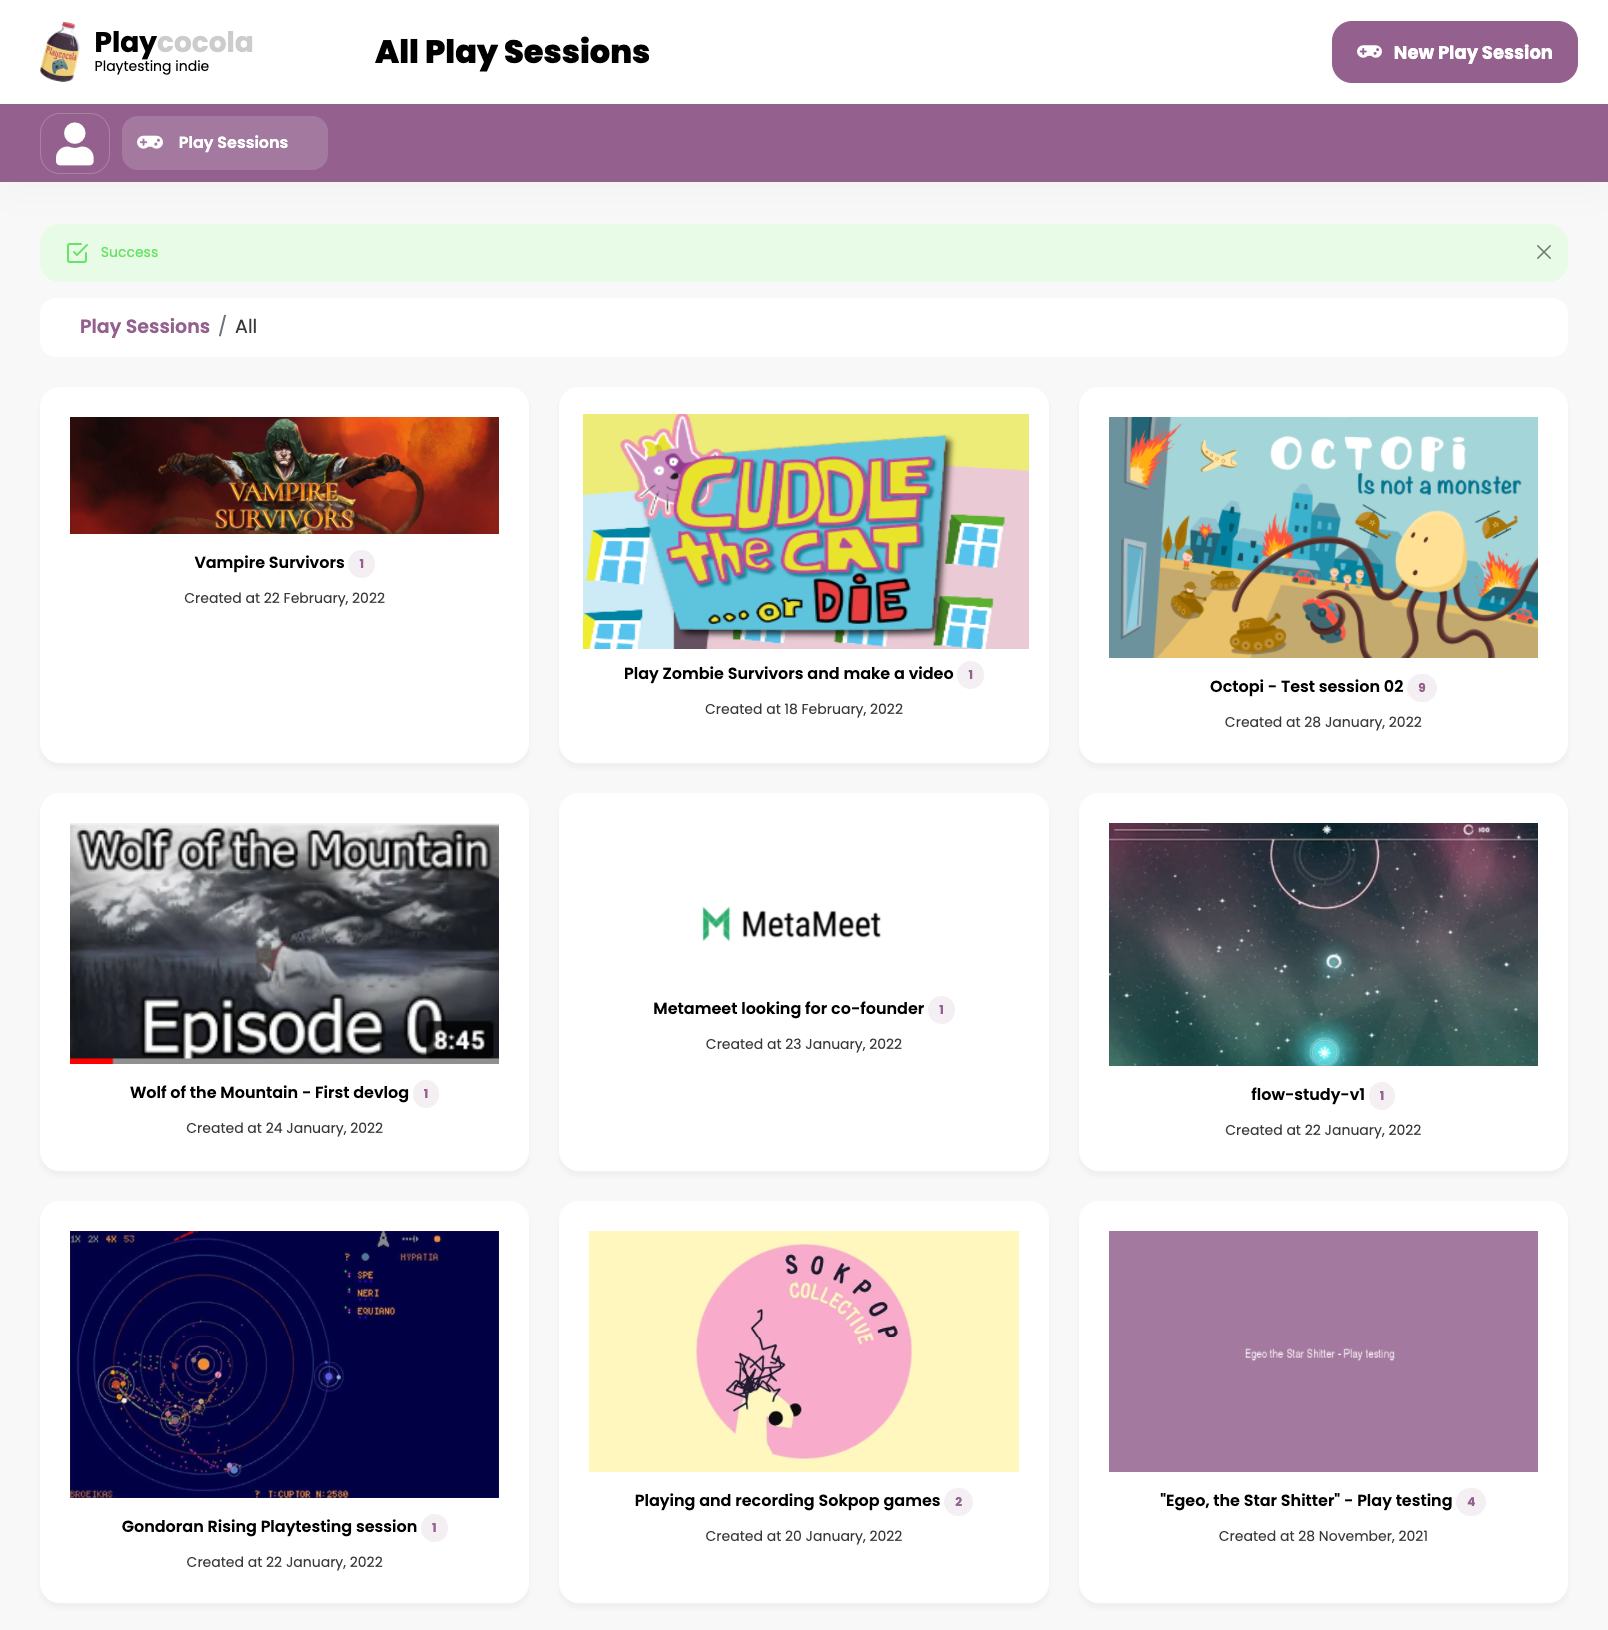 Playcocola
Playtesting indie
All Play Sessions
New Play Session
Play Sessions
Success
Play Sessions / All
VAMPIRE
SURVIVORS
Vampire Survivors 1
Created at 22 February, 2022
CUDDLE
the CAT
...or DIE
Play Zombie Survivors and make a video 1
Created at 18 February, 2022
OCTOPi
Is not a monster
Octopi - Test session 02 9
Created at 28 January, 2022
Wolf of the Mountain
Episode 0
8:45
Wolf of the Mountain - First devlog 1
Created at 24 January, 2022
MetaMeet
Metameet looking for co-founder 1
Created at 23 January, 2022
100
flow-study-v1 1
Created at 22 January, 2022
1X 2X 4X 53
? HYPATIA
SPE
NERI
EQUIANO
BROEIKAS
? T:CUPTOR N:2580
Gondoran Rising Playtesting session 1
Created at 22 January, 2022
SOKPOP
COLLECTIVE
Playing and recording Sokpop games 2
Created at 20 January, 2022
Egeo the Star Shitter - Play testing
"Egeo, the Star Shitter" - Play testing 4
Created at 28 November, 2021